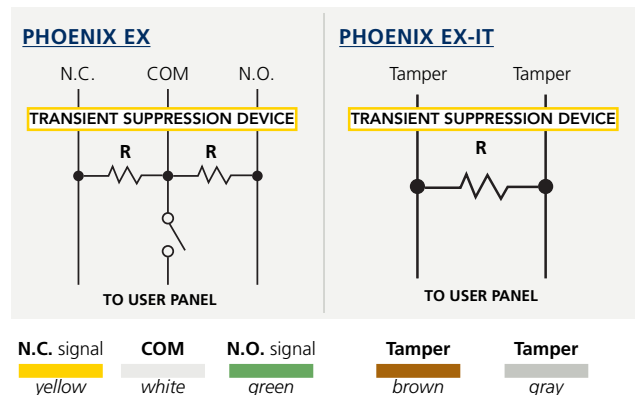 PHOENIX EX
N.C. COM N.O.
TRANSIENT SUPPRESSION DEVICE
R R
TO USER PANEL
PHOENIX EX-IT
Tamper Tamper
TRANSIENT SUPPRESSION DEVICE
R
TO USER PANEL
N.C. signal COM N.O. signal Tamper Tamper
yellow white green brown gray